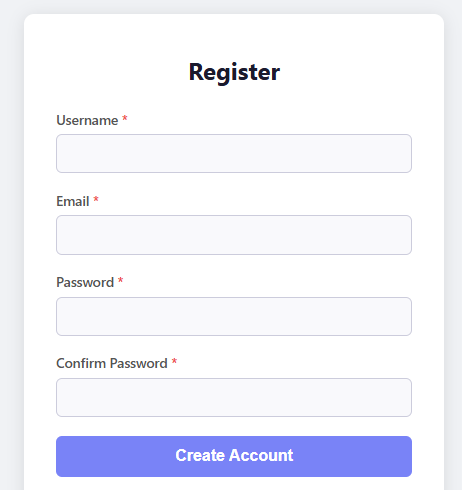 Register
Username *
Email *
Password *
Confirm Password *
Create Account